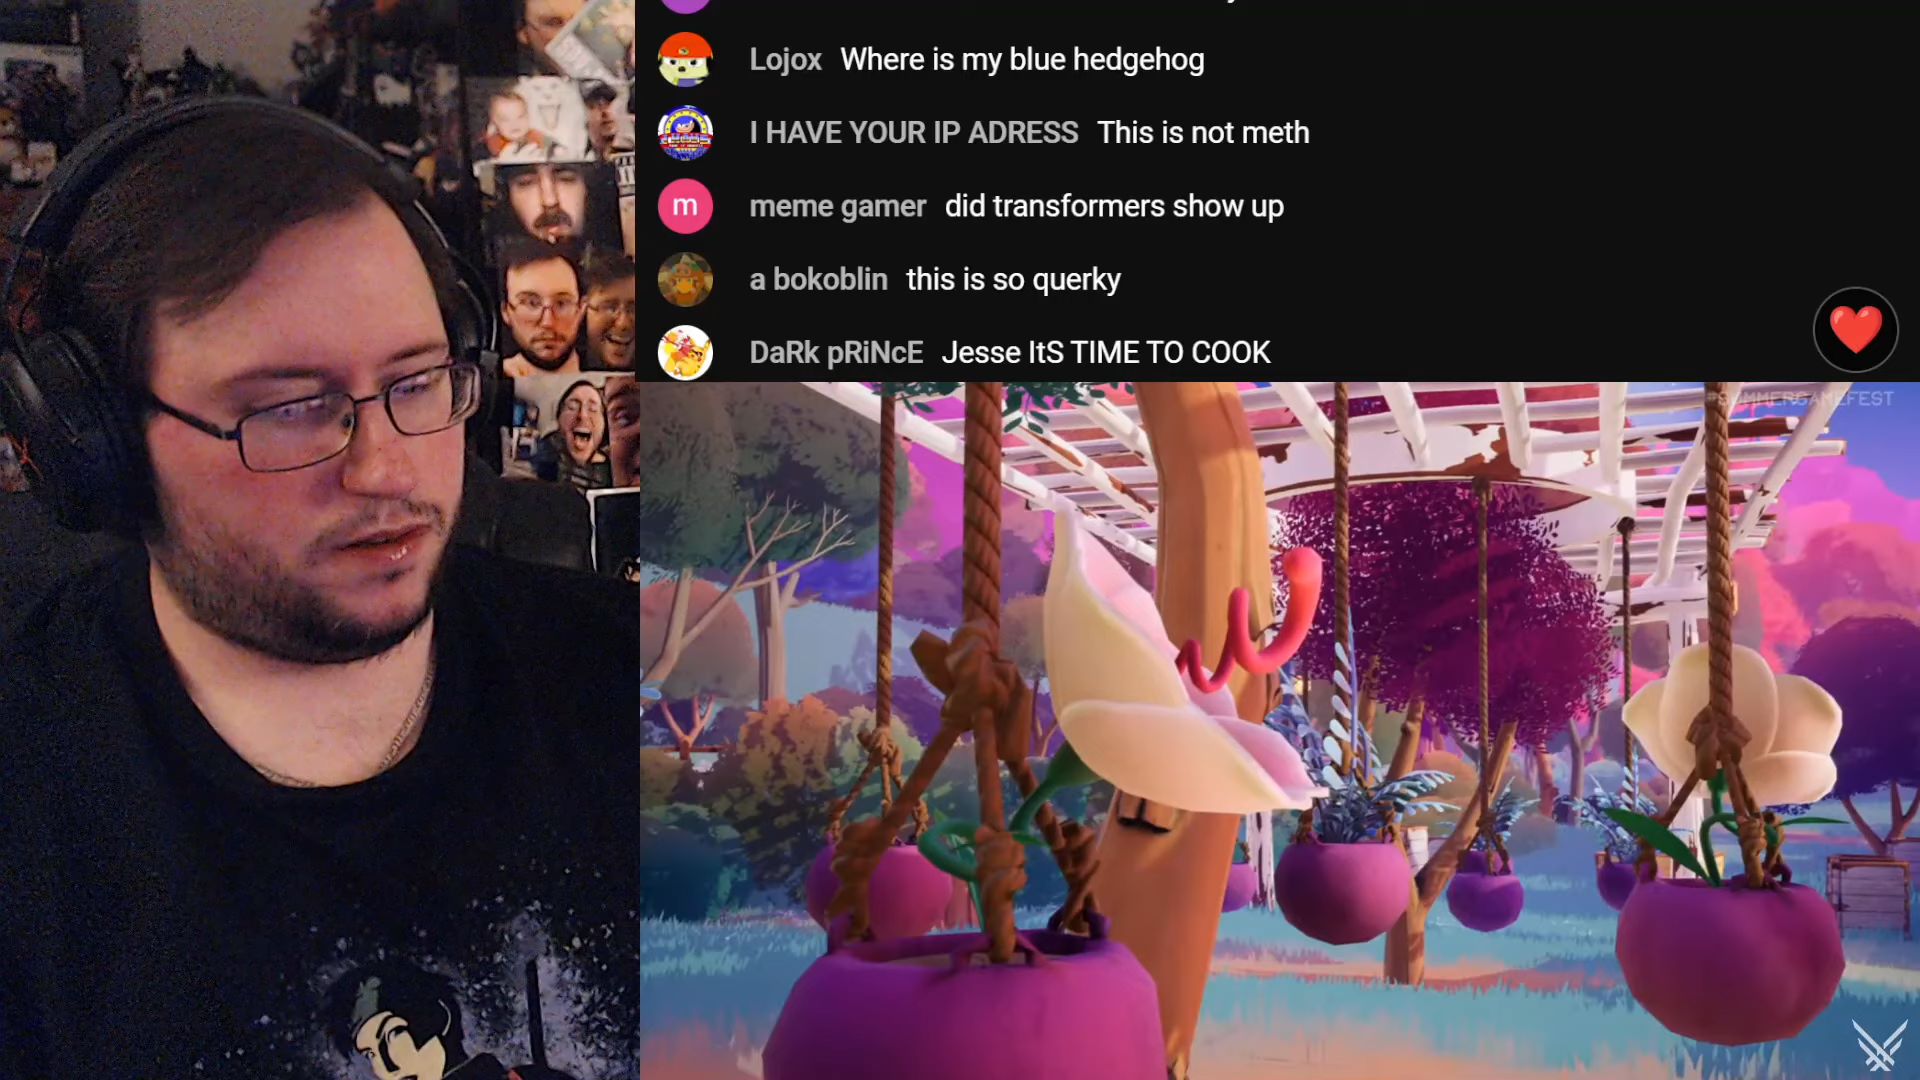 Lojox Where is my blue hedgehog
I HAVE YOUR IP ADRESS This is not meth
m meme gamer did transformers show up
a bokoblin this is so querky
DaRk pRiNcE Jesse ItS TIME TO COOK
#SUMMERGAMEFEST